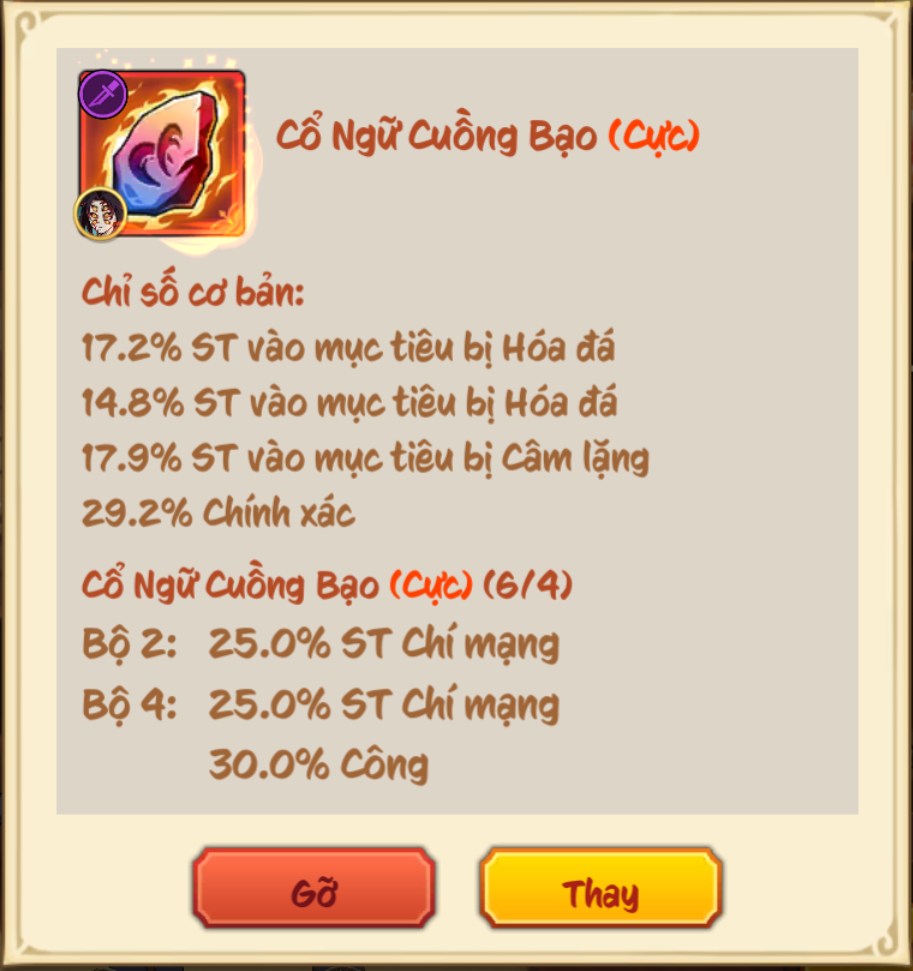 Cổ Ngữ Cuồng Bạo (Cực)
Chỉ số cơ bản:
17.2% ST vào mục tiêu bị Hóa đá
14.8% ST vào mục tiêu bị Hóa đá
17.9% ST vào mục tiêu bị Câm lặng
29.2% Chính xác
Cổ Ngữ Cuồng Bạo (Cực) (6/4)
Bộ 2: 25.0% ST Chí mạng
Bộ 4: 25.0% ST Chí mạng
30.0% Công
Gỡ Thay